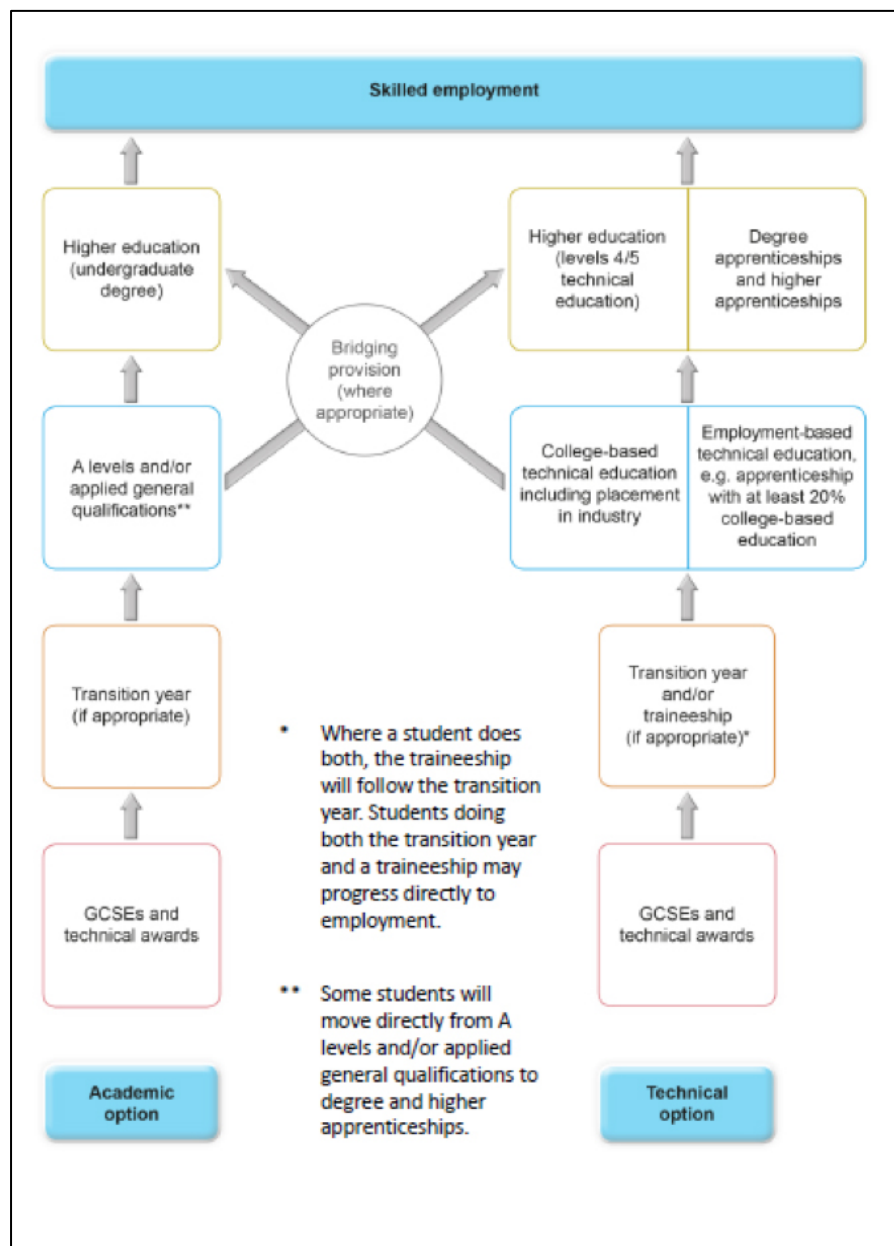 Skilled employment
Higher education
(undergraduate
degree)
Higher education
(levels 4/5
technical
education)
Degree
apprenticeships
and higher
apprenticeships
Bridging
provision
(where
appropriate)
A levels and/or
applied general
qualifications**
College-based
technical education
including placement
in industry
Employment-based
technical education,
e.g. apprenticeship
with at least 20%
college-based
education
Transition year
(if appropriate)
Transition year
and/or
traineeship
(if appropriate)*
* Where a student does
both, the traineeship
will follow the transition
year. Students doing
both the transition year
and a traineeship may
progress directly to
employment.
GCSEs and
technical awards
GCSEs and
technical awards
** Some students will
move directly from A
levels and/or applied
general qualifications to
degree and higher
apprenticeships.
Academic
option
Technical
option